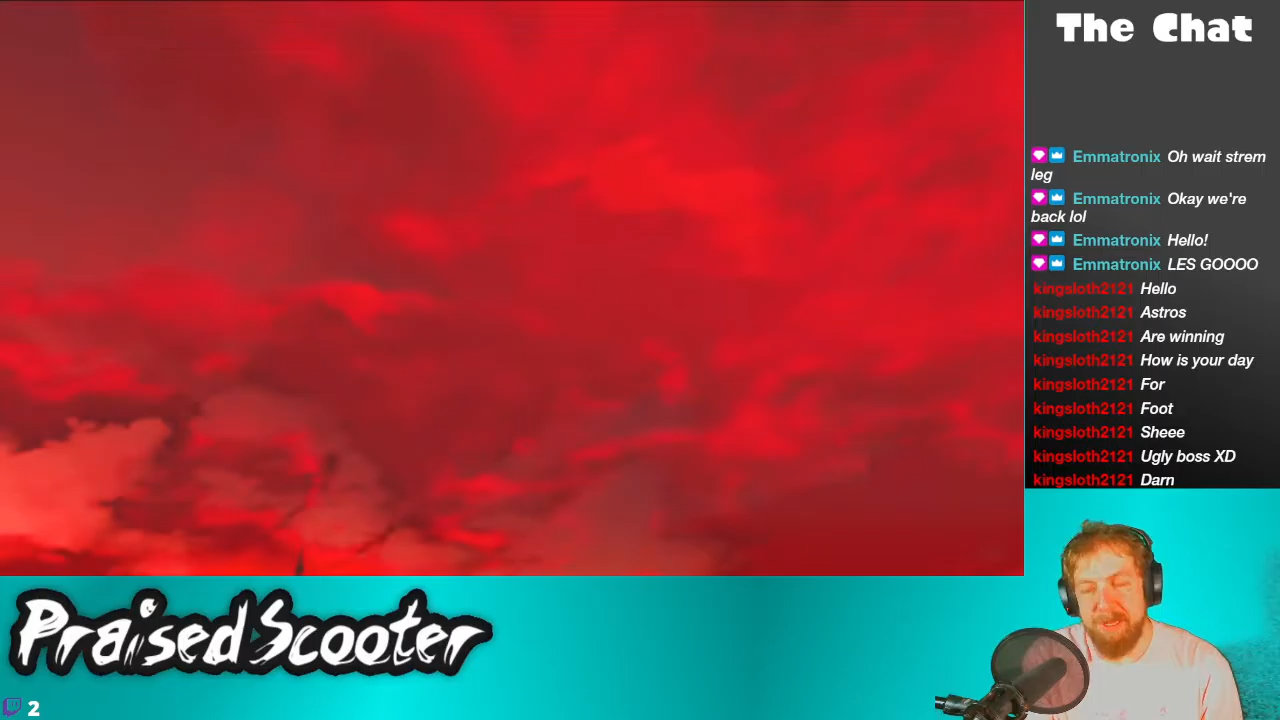 The Chat
Emmatronix Oh wait strem
leg
Emmatronix Okay we're
back lol
Emmatronix Hello!
Emmatronix LES GOOOO
kingsloth2121 Hello
kingsloth2121 Astros
kingsloth2121 Are winning
kingsloth2121 How is your day
kingsloth2121 For
kingsloth2121 Foot
kingsloth2121 Sheee
kingsloth2121 Ugly boss XD
kingsloth2121 Darn
PraisedScooter
2